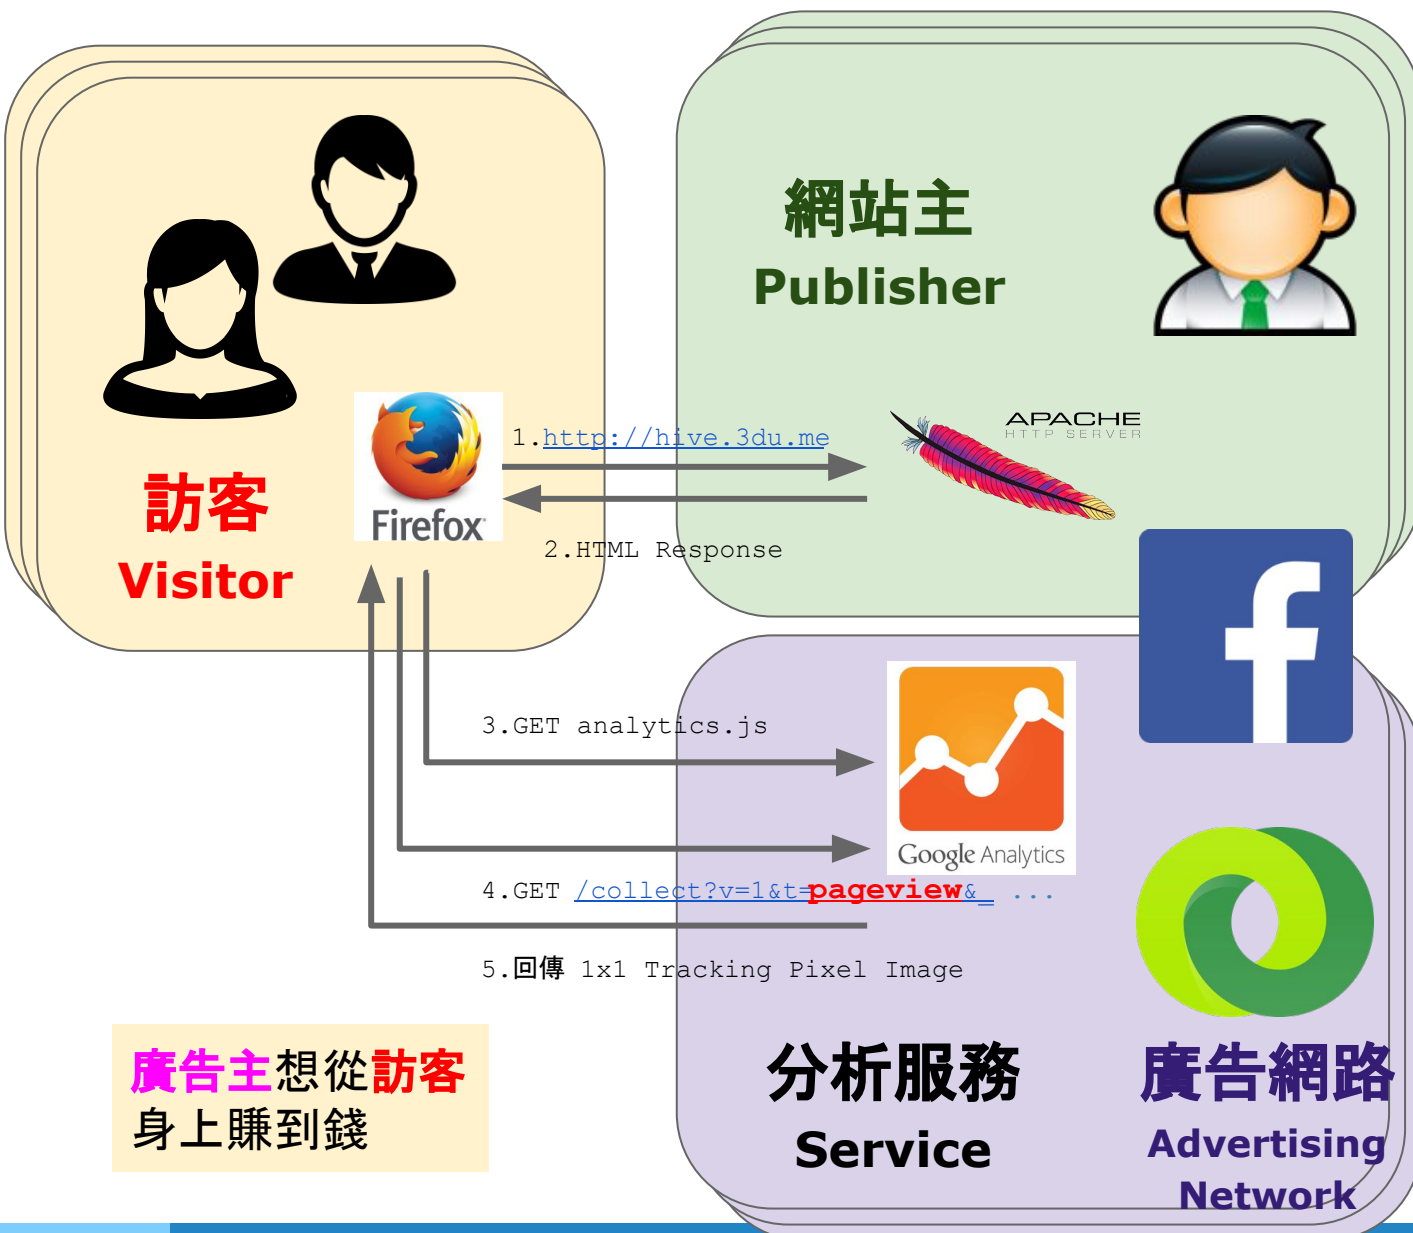 網站主
Publisher
APACHE
HTTP SERVER
1.http://hive.3du.me
Firefox
訪客
Visitor
2.HTML Response
3.GET analytics.js
Google Analytics
4.GET /collect?v=1&t=pageview&_ ...
5.回傳 1x1 Tracking Pixel Image
廣告主想從訪客
身上賺到錢
分析服務
Service
廣告網路
Advertising
Network